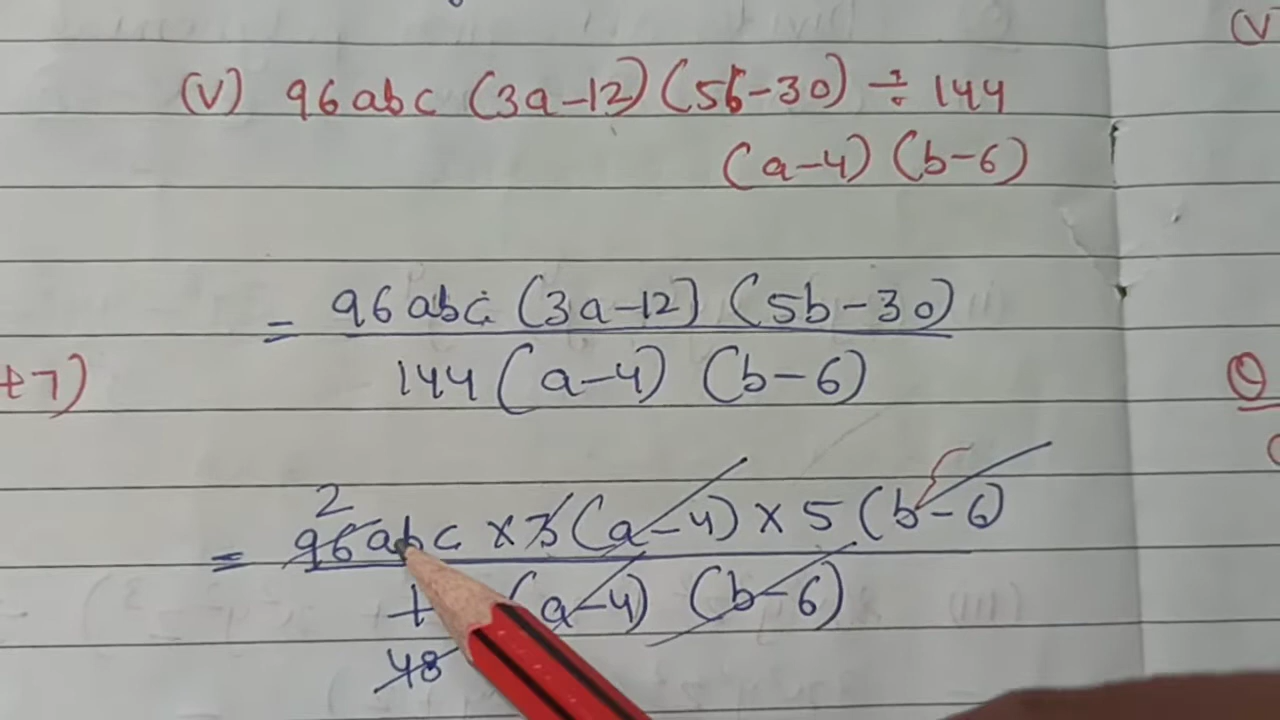 (V
(V) 96abc (3a-12) (5b-30) ÷ 144
(a-4) (b-6)
= 96abc (3a-12) (5b-30)
144 (a-4) (b-6)
+7)
Q
2
= 96abc × 3 (a-4) × 5 (b-6)
(a-4) (b-6)
48